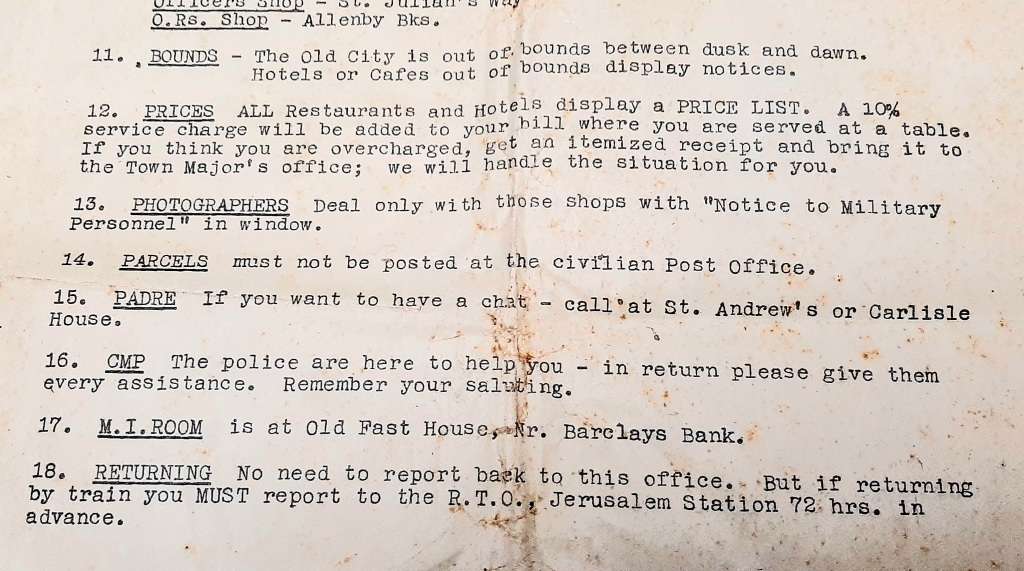 Officers Shop - St. Julian's Way
O.Rs. Shop - Allenby Bks.
11. BOUNDS - The Old City is out of bounds between dusk and dawn.
Hotels or Cafes out of bounds display notices.
12. PRICES ALL Restaurants and Hotels display a PRICE LIST. A 10%
service charge will be added to your bill where you are served at a table.
If you think you are overcharged, get an itemized receipt and bring it to
the Town Major's office; we will handle the situation for you.
13. PHOTOGRAPHERS Deal only with those shops with "Notice to Military
Personnel" in window.
14. PARCELS must not be posted at the civilian Post Office.
15. PADRE If you want to have a chat - call at St. Andrew's or Carlisle
House.
16. CMP The police are here to help you - in return please give them
every assistance. Remember your saluting.
17. M.I.ROOM is at Old Fast House, Nr. Barclays Bank.
18. RETURNING No need to report back to this office. But if returning
by train you MUST report to the R.T.O., Jerusalem Station 72 hrs. in
advance.